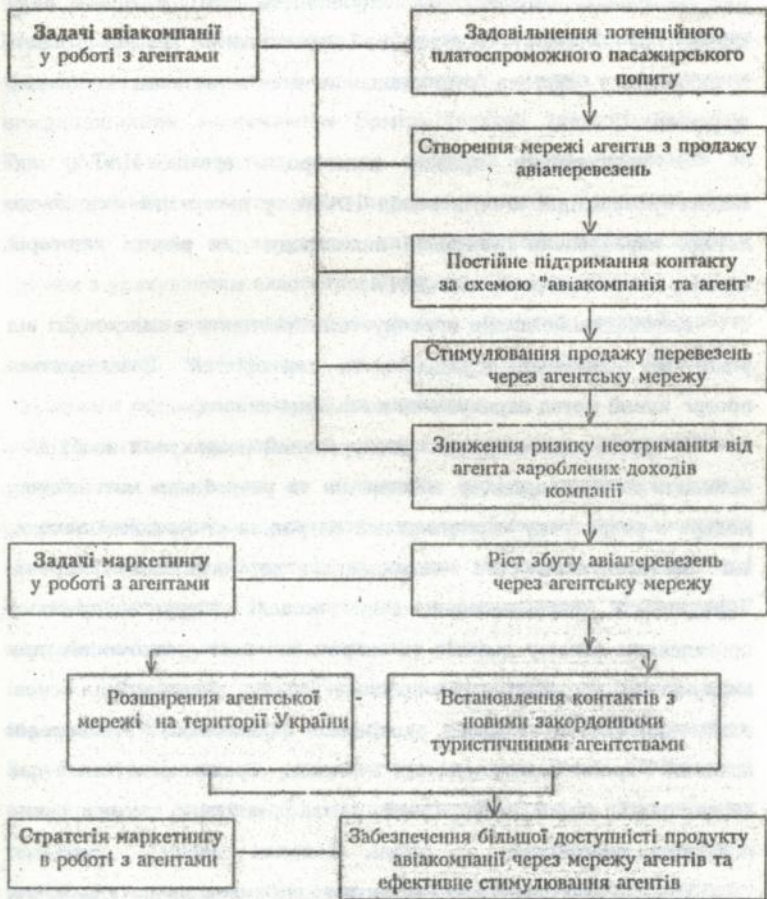 Задачі авіакомпанії
у роботі з агентами
Задовільнення потенційного
платоспроможного пасажирського
попиту
Створення мережі агентів з продажу
авіаперевезень
Постійне підтримання контакту
за схемою "авіакомпанія та агент"
Стимулювання продажу перевезень
через агентську мережу
Зниження ризику неотримання від
агента зароблених доходів
компанії
Задачі маркетингу
у роботі з агентами
Ріст збуту авіаперевезень
через агентську мережу
Розширення агентської
мережі на території України
Встановлення контактів з
новими закордонними
туристичними агентствами
Стратегія маркетингу
в роботі з агентами
Забезпечення більшої доступності продукту
авіакомпанії через мережу агентів та
ефективне стимулювання агентів